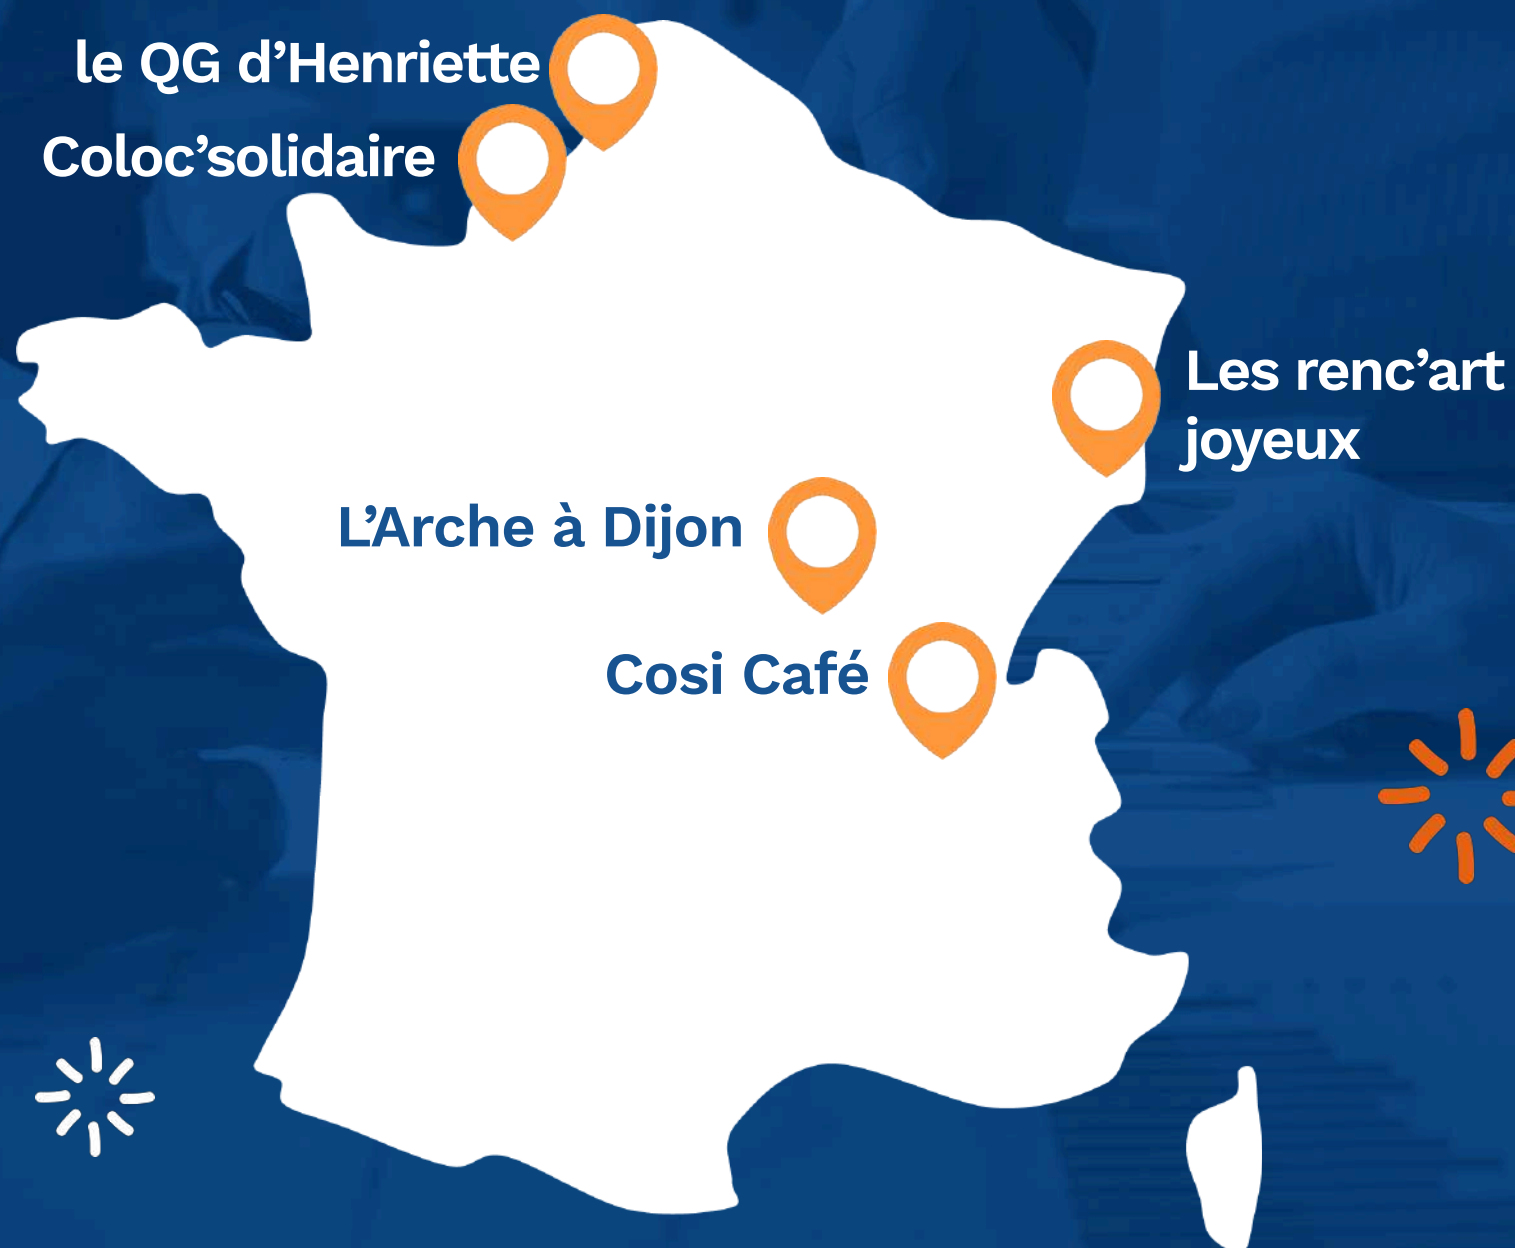 le QG d’Henriette
Coloc’solidaire
Les renc’art
joyeux
L’Arche à Dijon
Cosi Café